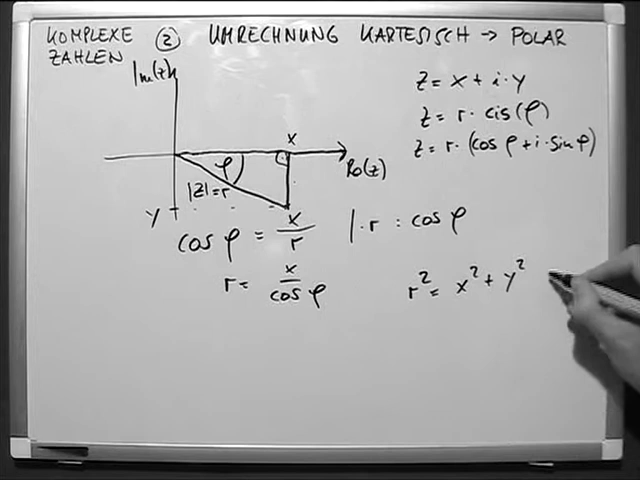 KOMPLEXE ② UMRECHNUNG KARTESISCH → POLAR
ZAHLEN
Im(z)
z = x + i · y
z = r · cis(φ)
z = r · (cos φ + i · sin φ)
x
φ
Re(z)
|z| = r
y
cos φ = x/r | · r : cos φ
r = x/cos φ
r² = x² + y²